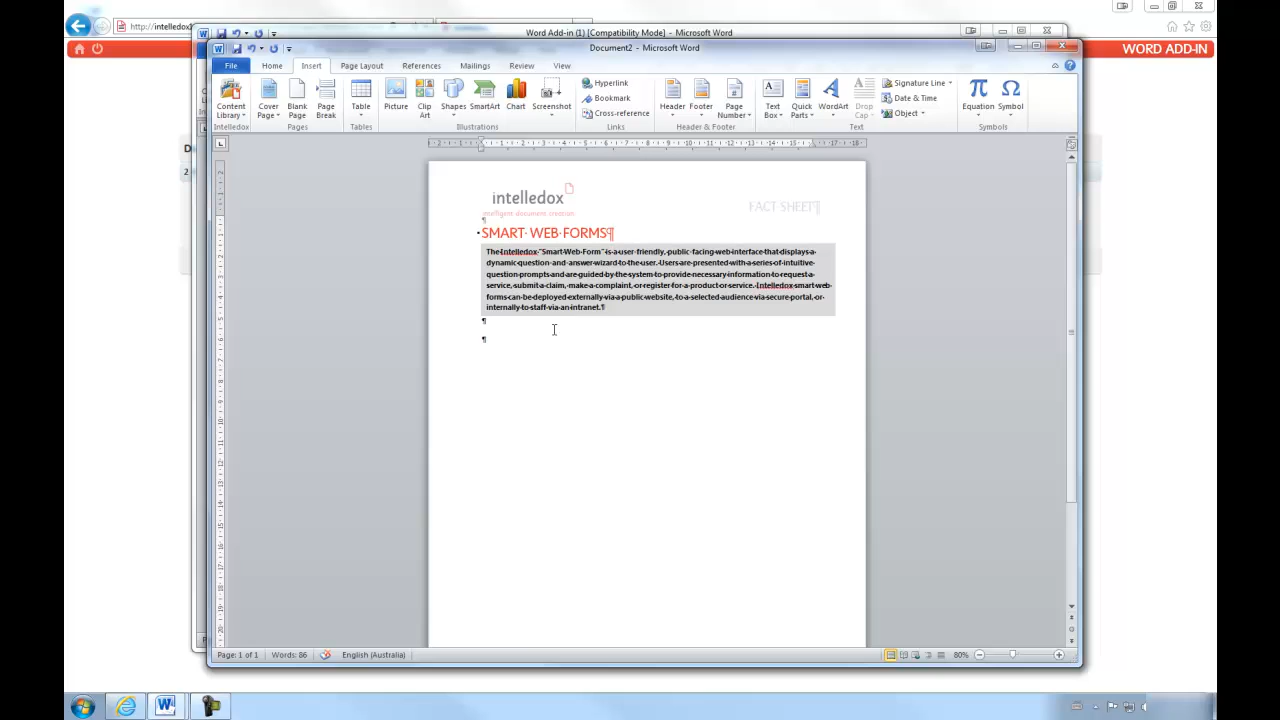 http://intelledox
Word Add-in (1) [Compatibility Mode] - Microsoft Word
Document2 - Microsoft Word
WORD ADD-IN
File Home Insert Page Layout References Mailings Review View
Content Library
Cover Page
Blank Page
Page Break
Table
Picture
Clip Art
Shapes
SmartArt
Chart
Screenshot
Hyperlink
Bookmark
Cross-reference
Header
Footer
Page Number
Text Box
Quick Parts
WordArt
Drop Cap
Signature Line
Date & Time
Object
Equation
Symbol
Intelledox Pages Tables Illustrations Links Header & Footer Text Symbols
intelledox
intelligent document creation
FACT SHEET¶
SMART WEB FORMS¶
The Intelledox "Smart Web Form" is a user friendly, public facing web interface that displays a
dynamic question and answer wizard to the user. Users are presented with a series of intuitive
question prompts and are guided by the system to provide necessary information to request a
service, submit a claim, make a complaint, or register for a product or service. Intelledox smart web
forms can be deployed externally via a public website, to a selected audience via secure portal, or
internally to staff via an intranet.¶
¶
¶
Page: 1 of 1 Words: 86 English (Australia) 80%